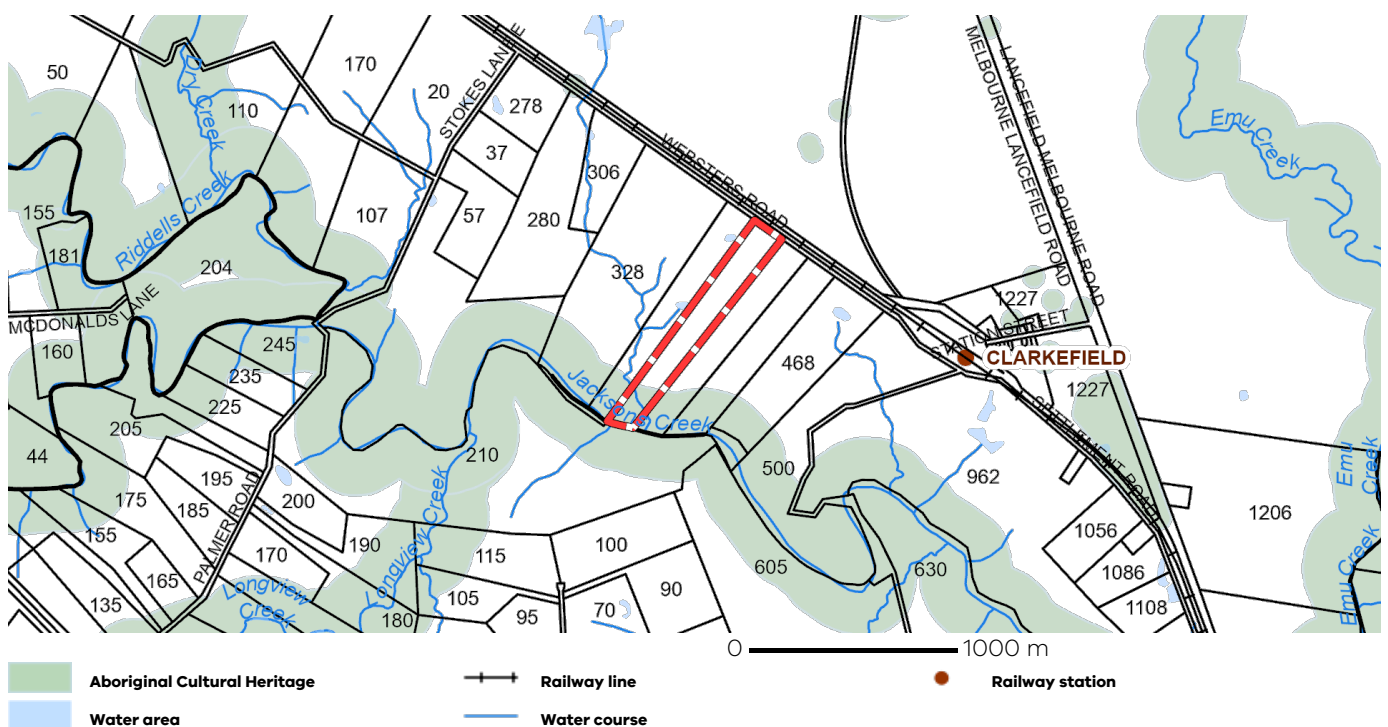 50
170
20
STOKES LAN
E
278
WEBSTERS ROAD
LANCEFIELD MELBOURNE ROAD
MELBOURNE LANCEFIELD ROAD
Emu Creek
Dry Creek
110
37
306
155
181
Riddells Creek
204
107
57
280
328
MCDONALDS LANE
160
245
235
225
205
44
Jacksons Creek
468
1227
STATION STREET
CLARKEFIELD
1227
SETTLEMENT ROAD
210
500
962
1206
Emu Creek
Emu Creek
175
195
185
200
PALMER ROAD
155
165
135
170
190
Longview Creek
Longview
Creek
180
115
105
95
100
70
90
605
630
1056
1086
1108
0 1000 m
Aboriginal Cultural Heritage
Railway line
Railway station
Water area
Water course